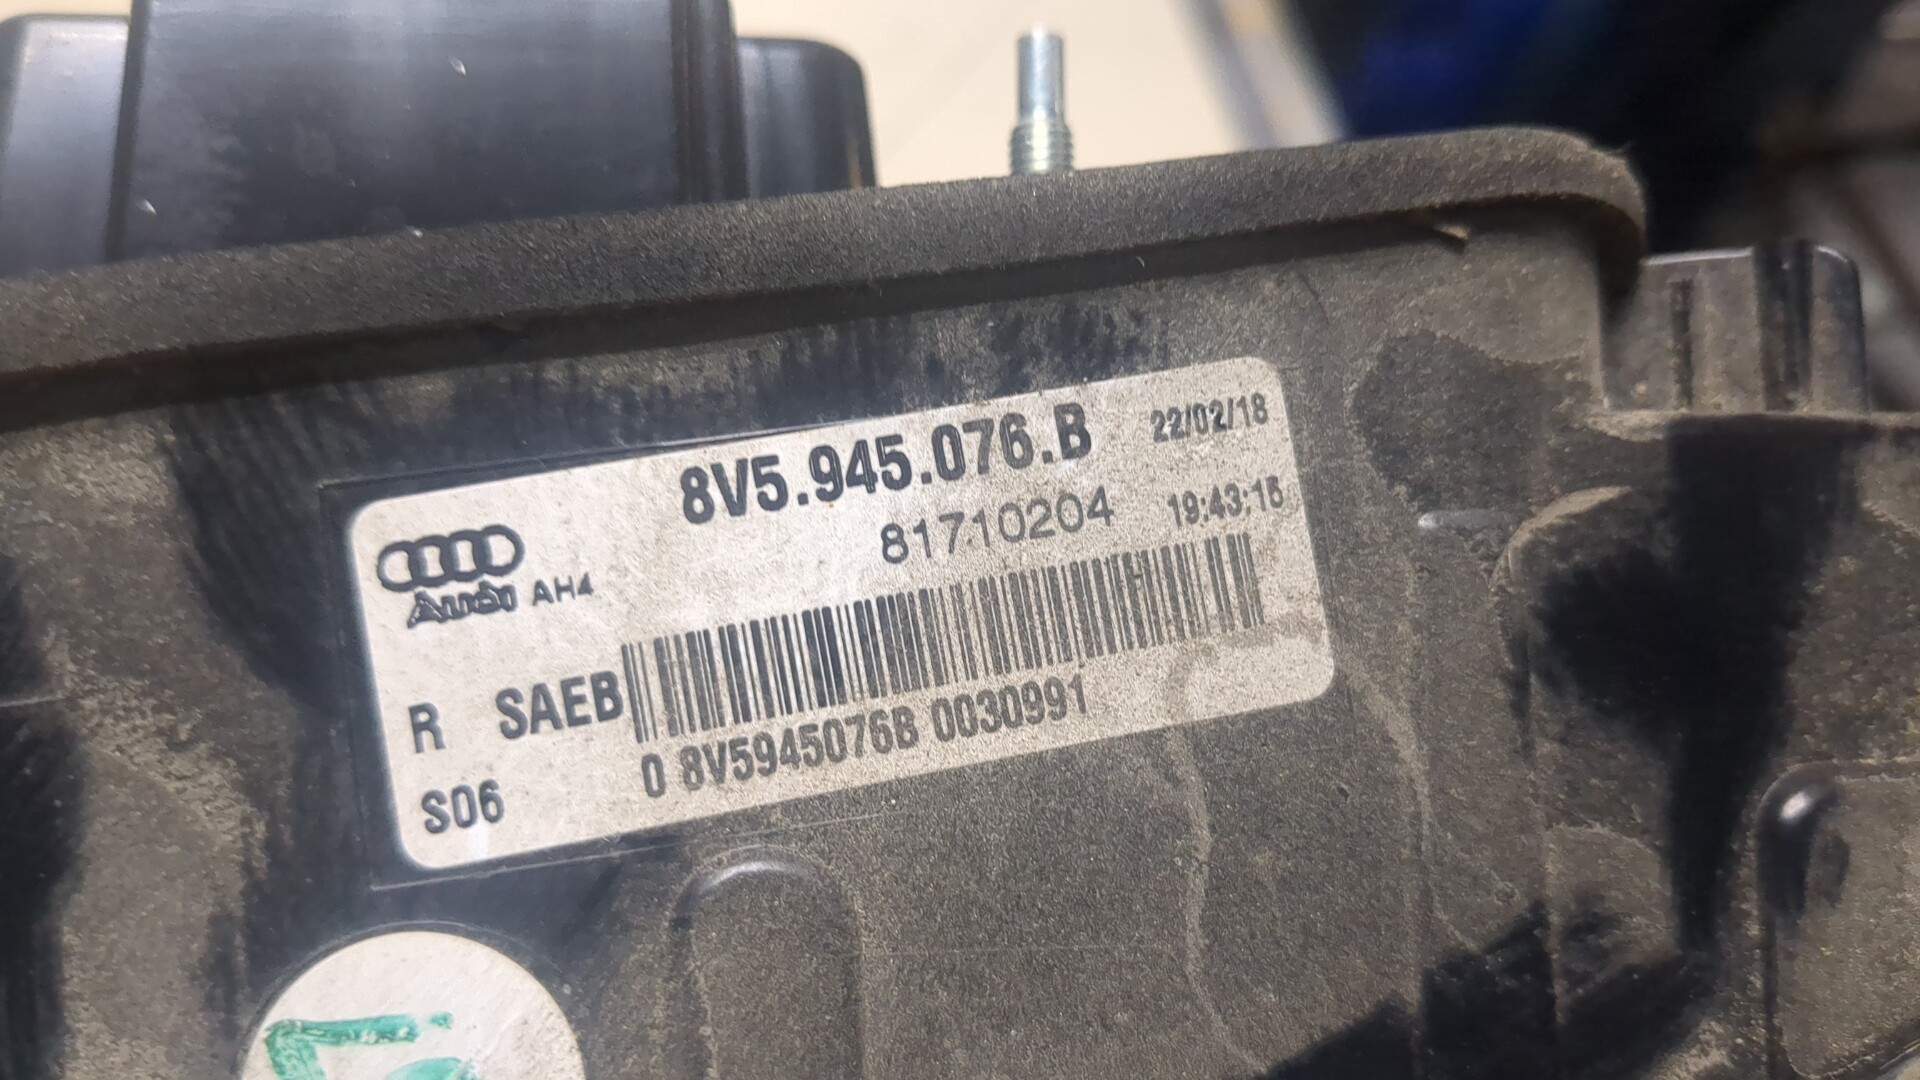 8V5.945.076.B 22/02/18
81710204 19:43:15
Audi AH4
R SAEB
0 8V5945076B 0030991
S06